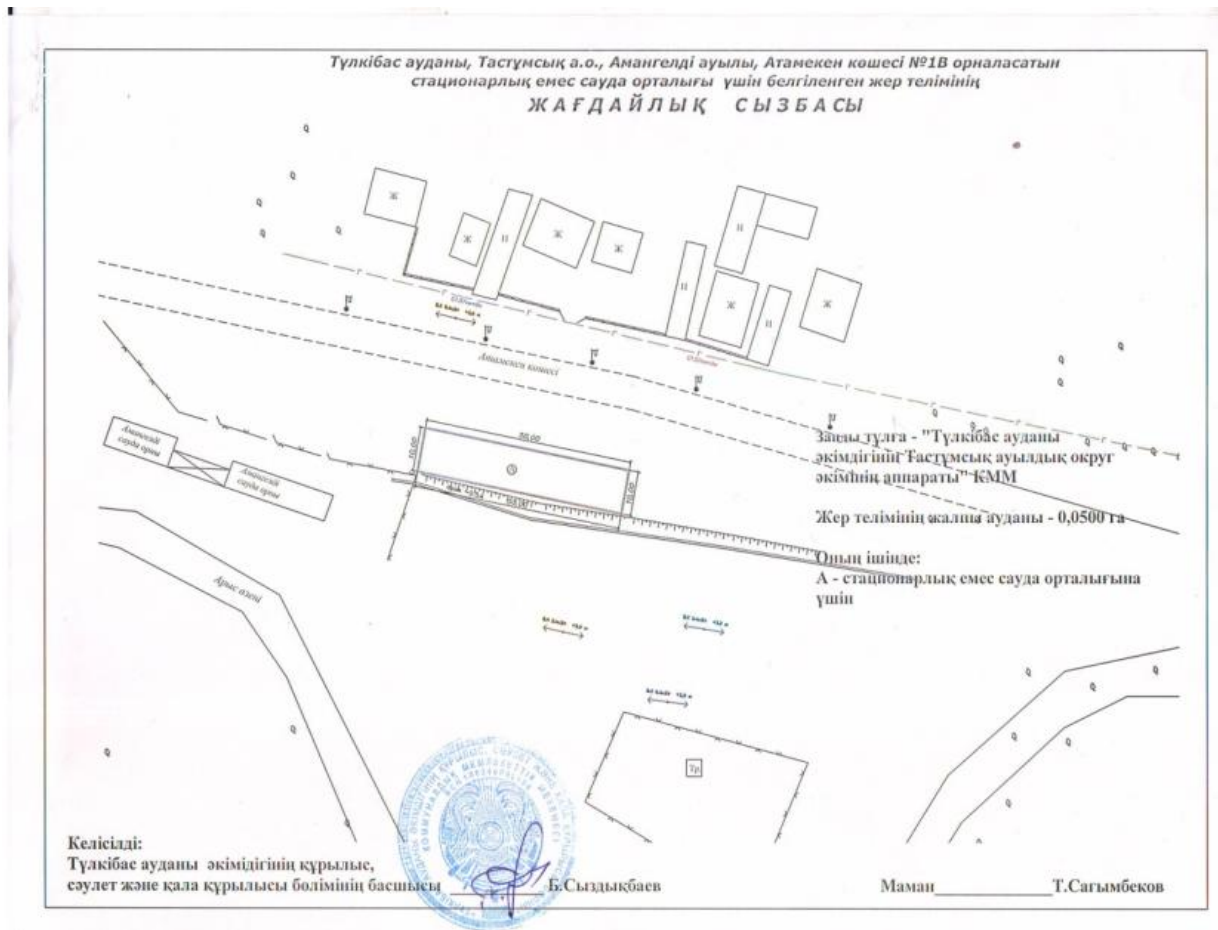 Түлкібас ауданы, Тастұмсық а.о., Амангелді ауылы, Атамекен көшесі №1В орналасатын
стационарлық емес сауда орталығы үшін белгіленген жер телімінің
ЖАҒДАЙЛЫҚ СЫЗБАСЫ
Ж
Ж
Ж
Ж
Ж
Ж
Атамекен көшесі
Амангелді
сауда орны
Амангелді
сауда орны
50,00
10,00
10,00
А
Заңды тұлға - "Түлкібас ауданы
әкімдігінің Тастұмсық ауылдық округ
әкімінің аппараты" КММ
Жер телімінің жалпы ауданы - 0,0500 га
Оның ішінде:
А - стационарлық емес сауда орталығына
үшін
Арыс өзені
Тр
Келісілді:
Түлкібас ауданы әкімідігінің құрылыс,
сәулет және қала құрылысы бөлімінің басшысы Б.Сыздықбаев
Маман Т.Сағымбеков